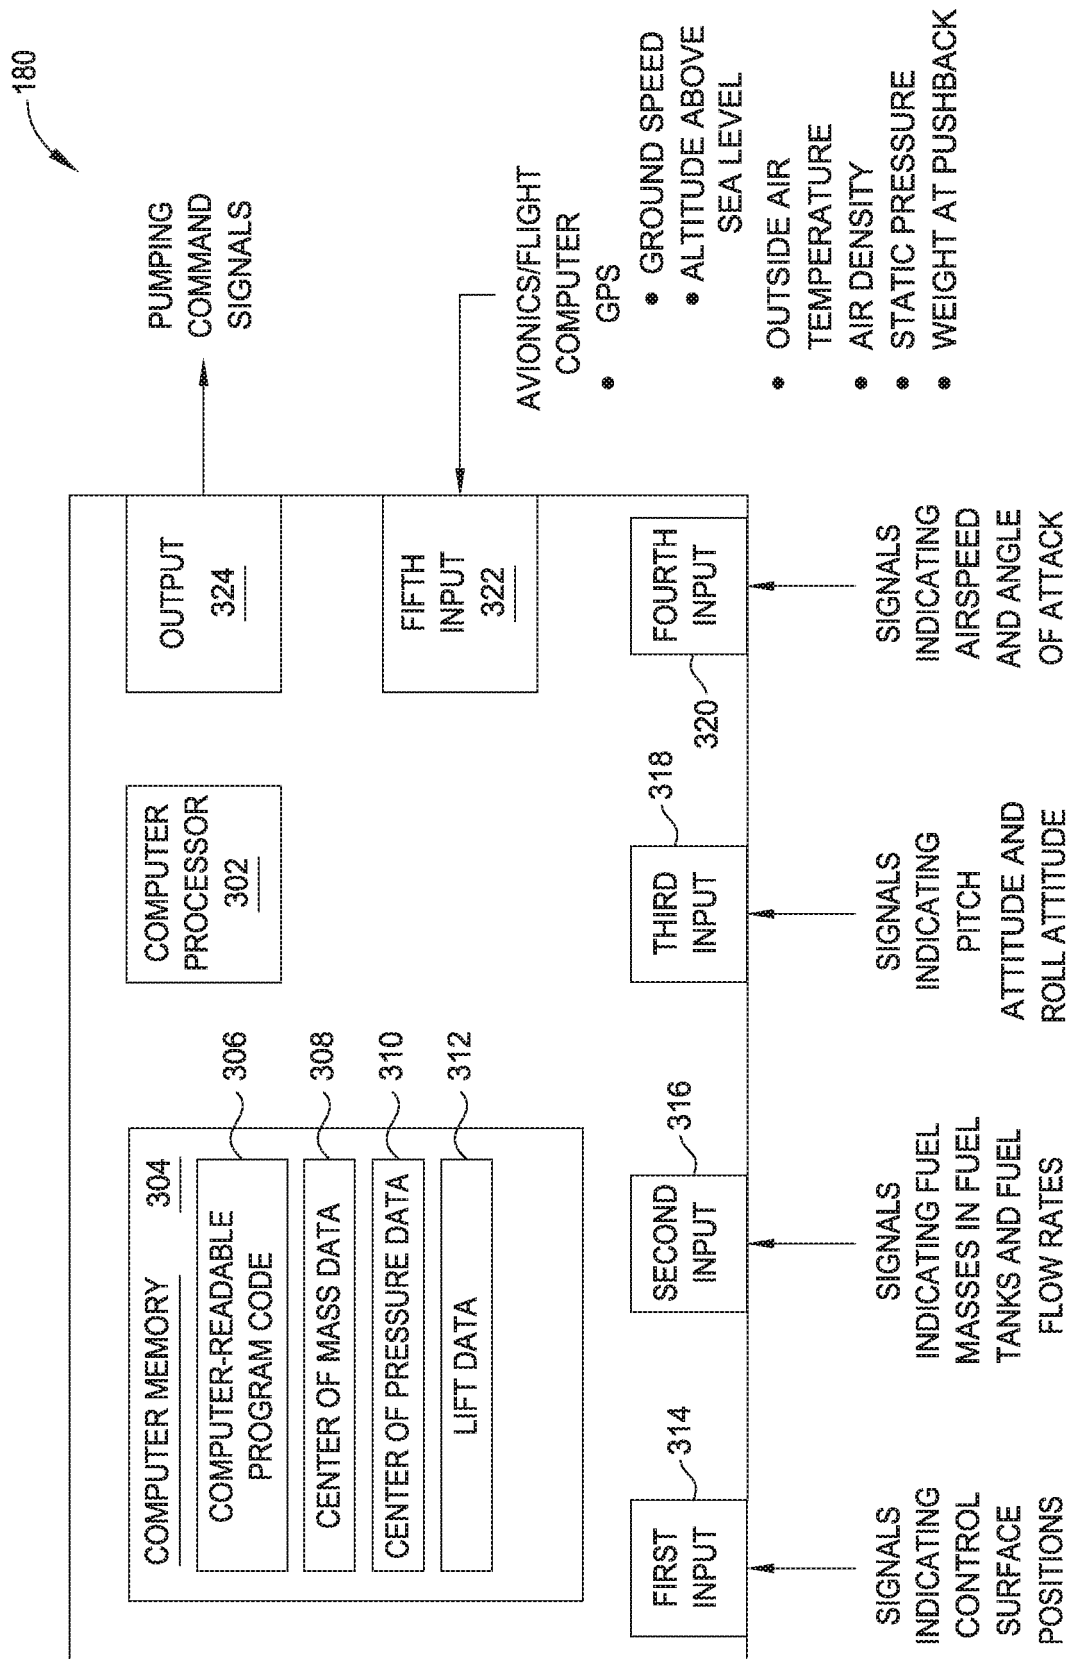 180
COMPUTER MEMORY 304
COMPUTER-READABLE
PROGRAM CODE
306
CENTER OF MASS DATA
308
CENTER OF PRESSURE DATA
310
LIFT DATA
312
COMPUTER
PROCESSOR
302
OUTPUT
324
PUMPING
COMMAND
SIGNALS
FIFTH
INPUT
322
AVIONICS/FLIGHT
COMPUTER
• GPS
• GROUND SPEED
• ALTITUDE ABOVE
SEA LEVEL
• OUTSIDE AIR
TEMPERATURE
• AIR DENSITY
• STATIC PRESSURE
• WEIGHT AT PUSHBACK
FIRST
INPUT
314
SECOND
INPUT
316
THIRD
INPUT
318
FOURTH
INPUT
320
SIGNALS
INDICATING
CONTROL
SURFACE
POSITIONS
SIGNALS
INDICATING FUEL
MASSES IN FUEL
TANKS AND FUEL
FLOW RATES
SIGNALS
INDICATING
PITCH
ATTITUDE AND
ROLL ATTITUDE
SIGNALS
INDICATING
AIRSPEED
AND ANGLE
OF ATTACK